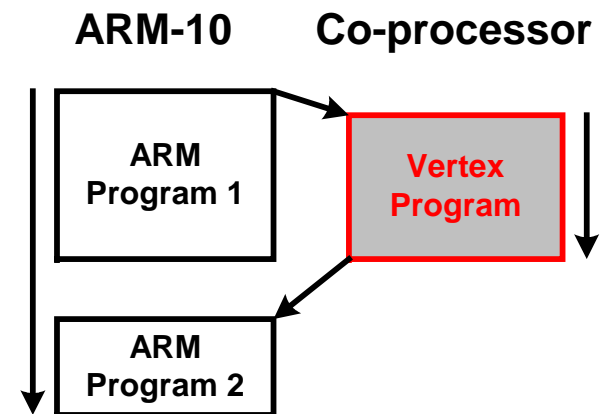 ARM-10 Co-processor
ARM
Program 1
Vertex
Program
ARM
Program 2